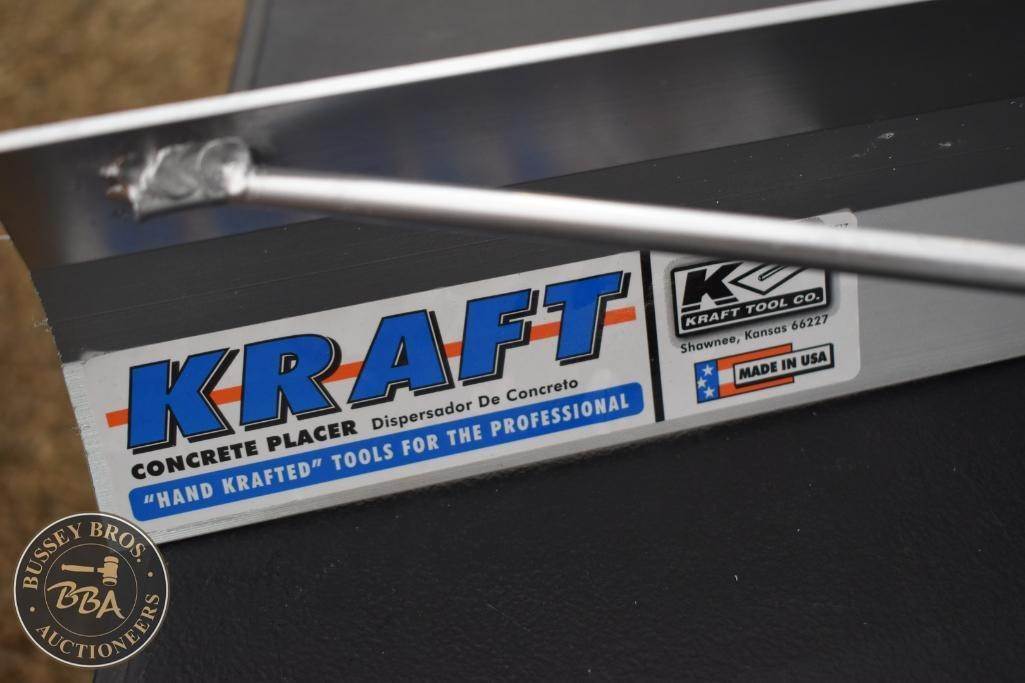 KRAFT
CONCRETE PLACER Dispersador De Concreto
"HAND KRAFTED" TOOLS FOR THE PROFESSIONAL
K
KRAFT TOOL CO.
Shawnee, Kansas 66227
MADE IN USA
BUSSEY BROS.
BBA
AUCTIONEERS